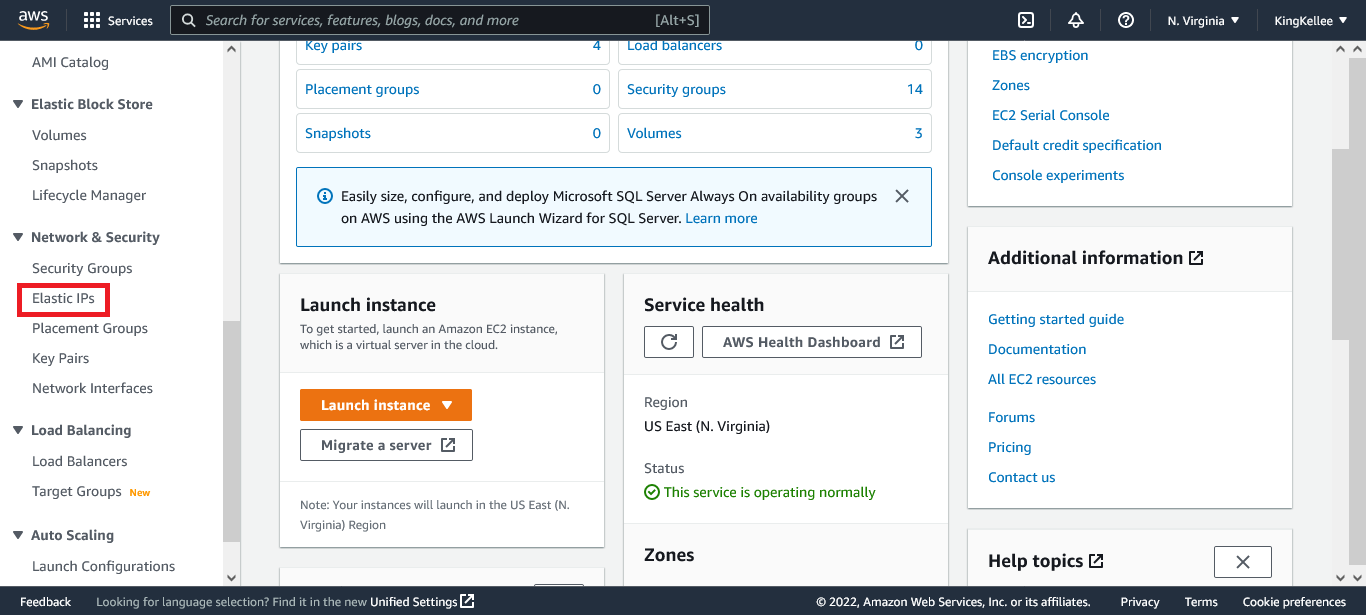 aws
Services
Search for services, features, blogs, docs, and more
[Alt+S]
N. Virginia
KingKellee
AMI Catalog
Elastic Block Store
Volumes
Snapshots
Lifecycle Manager
Network & Security
Security Groups
Elastic IPs
Placement Groups
Key Pairs
Network Interfaces
Load Balancing
Load Balancers
Target Groups New
Auto Scaling
Launch Configurations
Key pairs 4
Load balancers 0
Placement groups 0
Security groups 14
Snapshots 0
Volumes 3
Easily size, configure, and deploy Microsoft SQL Server Always On availability groups
on AWS using the AWS Launch Wizard for SQL Server. Learn more
Launch instance
To get started, launch an Amazon EC2 instance,
which is a virtual server in the cloud.
Launch instance
Migrate a server
Note: Your instances will launch in the US East (N.
Virginia) Region
Service health
AWS Health Dashboard
Region
US East (N. Virginia)
Status
This service is operating normally
Zones
EBS encryption
Zones
EC2 Serial Console
Default credit specification
Console experiments
Additional information
Getting started guide
Documentation
All EC2 resources
Forums
Pricing
Contact us
Help topics
Feedback
Looking for language selection? Find it in the new Unified Settings
© 2022, Amazon Web Services, Inc. or its affiliates.
Privacy
Terms
Cookie preferences